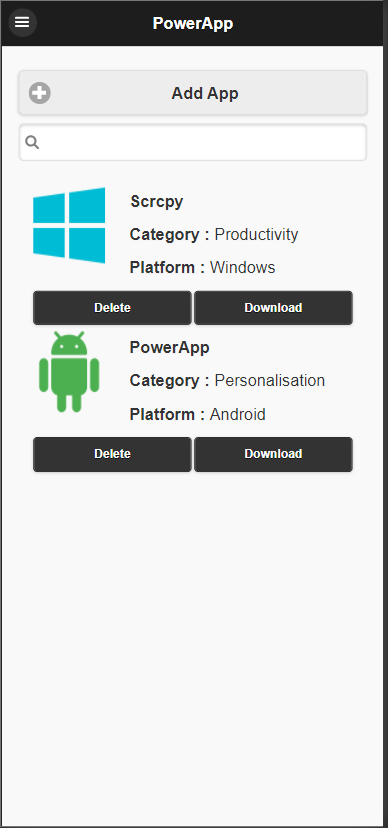 PowerApp
Add App
Scrcpy
Category : Productivity
Platform : Windows
Delete Download
PowerApp
Category : Personalisation
Platform : Android
Delete Download